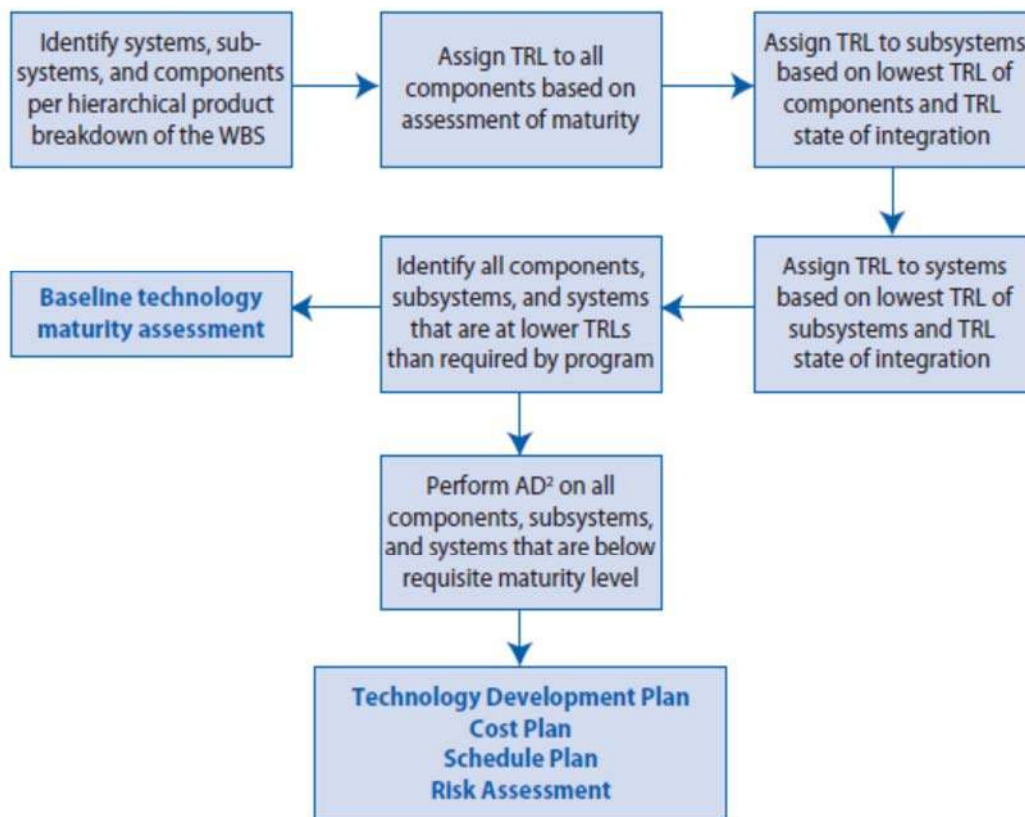 Identify systems, sub-
systems, and components
per hierarchical product
breakdown of the WBS
Assign TRL to all
components based on
assessment of maturity
Assign TRL to subsystems
based on lowest TRL of
components and TRL
state of integration
Assign TRL to systems
based on lowest TRL of
subsystems and TRL
state of integration
Identify all components,
subsystems, and systems
that are at lower TRLs
than required by program
Baseline technology
maturity assessment
Perform AD² on all
components, subsystems,
and systems that are below
requisite maturity level
Technology Development Plan
Cost Plan
Schedule Plan
Risk Assessment